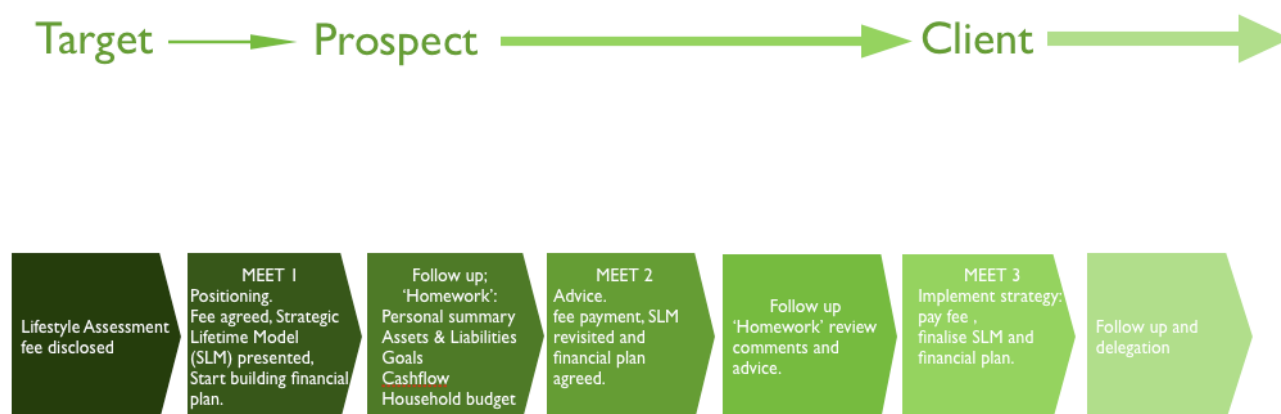 Target
Prospect
Client
Lifestyle Assessment
fee disclosed
MEET 1
Positioning.
Fee agreed, Strategic
Lifetime Model
(SLM) presented,
Start building financial
plan.
Follow up;
‘Homework’:
Personal summary
Assets & Liabilities
Goals
Cashflow
Household budget
MEET 2
Advice.
fee payment, SLM
revisited and
financial plan
agreed.
Follow up
‘Homework’ review
comments and
advice.
MEET 3
Implement strategy:
pay fee ,
finalise SLM and
financial plan.
Follow up and
delegation